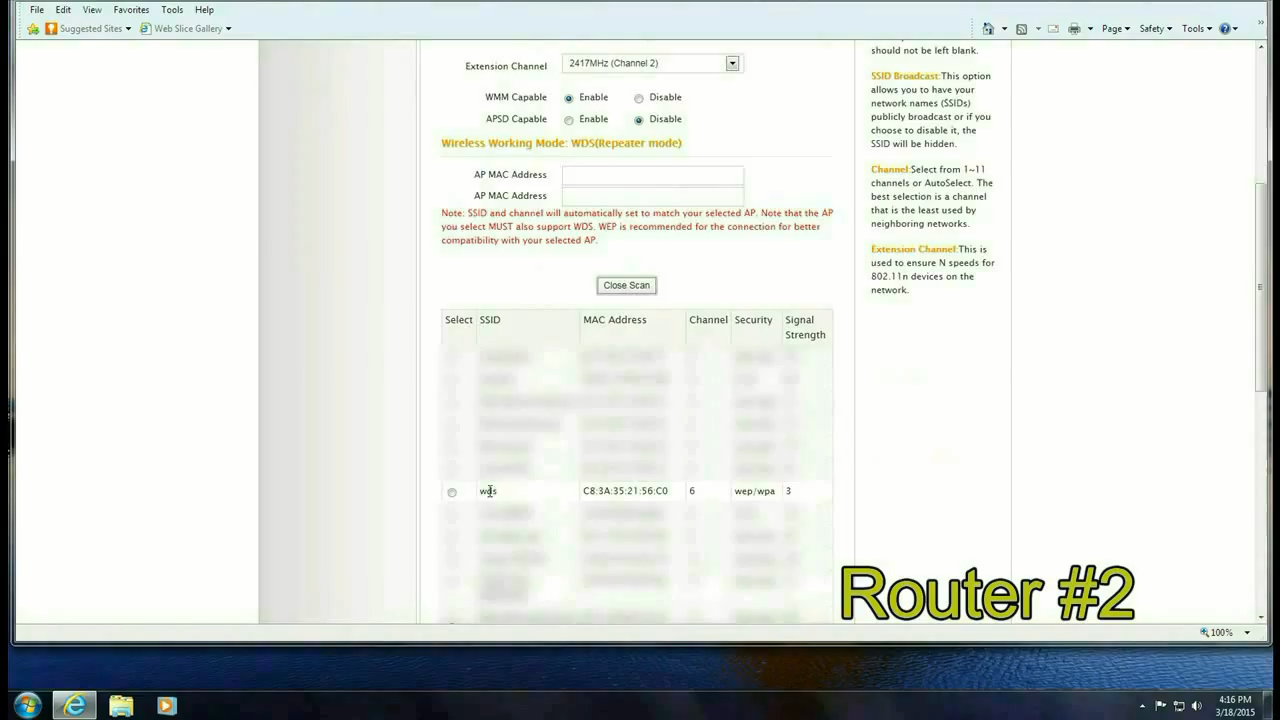 File Edit View Favorites Tools Help
Suggested Sites Web Slice Gallery Page Safety Tools
Extension Channel 2417MHz (Channel 2)
WMM Capable Enable Disable
APSD Capable Enable Disable
Wireless Working Mode: WDS(Repeater mode)
AP MAC Address
AP MAC Address
Note: SSID and channel will automatically set to match your selected AP. Note that the AP
you select MUST also support WDS. WEP is recommended for the connection for better
compatibility with your selected AP.
Close Scan
Select SSID MAC Address Channel Security Signal
Strength
wds C8:3A:35:21:56:C0 6 wep/wpa 3
should not be left blank.
SSID Broadcast:This option
allows you to have your
network names (SSIDs)
publicly broadcast or if you
choose to disable it, the
SSID will be hidden.
Channel:Select from 1~11
channels or AutoSelect. The
best selection is a channel
that is the least used by
neighboring networks.
Extension Channel:This is
used to ensure N speeds for
802.11n devices on the
network.
Router #2
100%
4:16 PM
3/18/2015